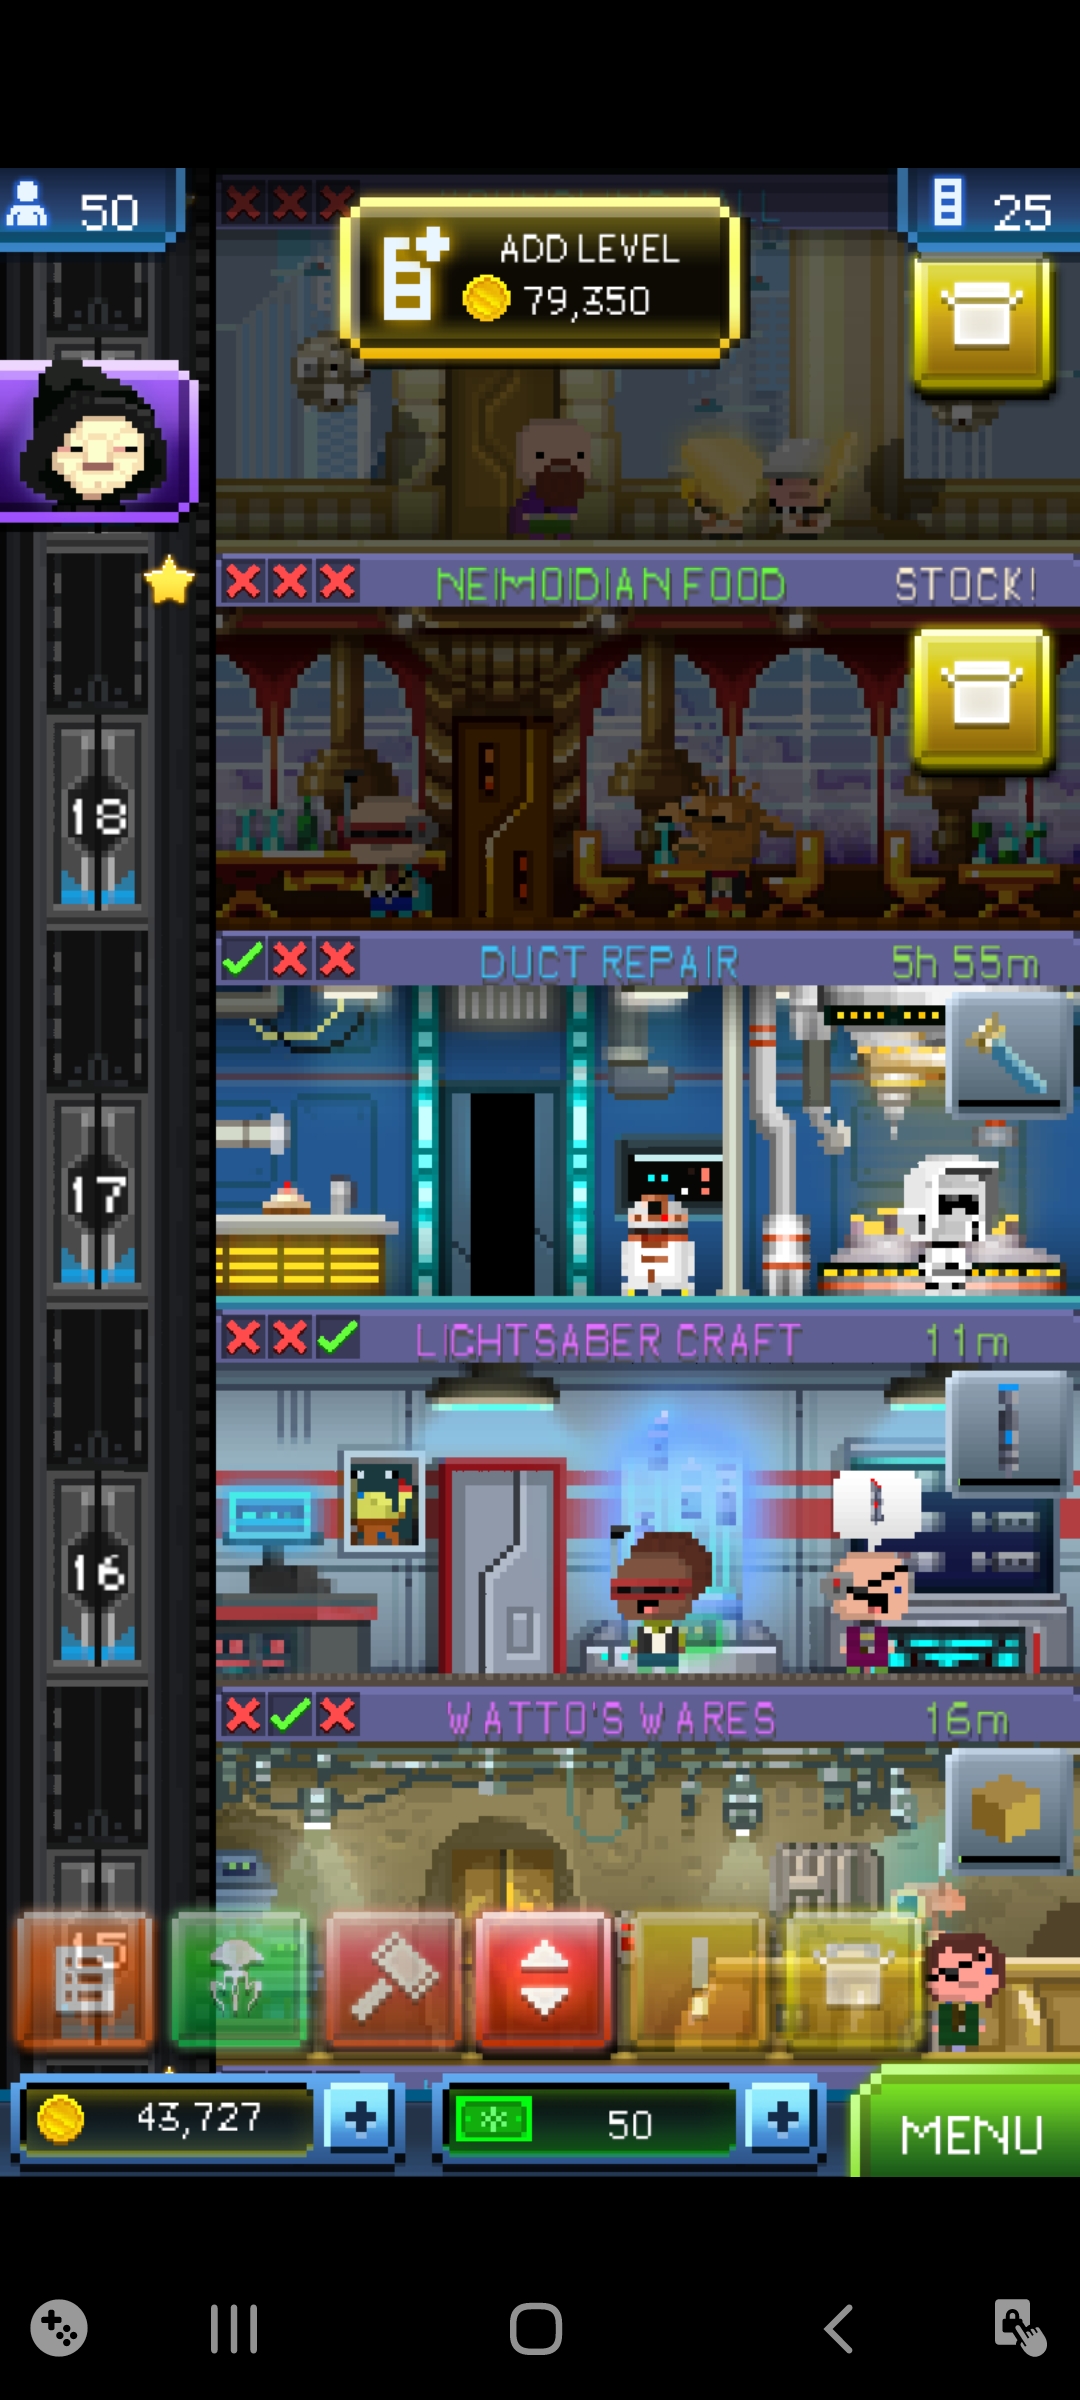 50
25
ADD LEVEL
79,350
NEIMOIDIAN FOOD STOCK!
18
DUCT REPAIR 5h 55m
17
LIGHTSABER CRAFT 11m
16
WATTO'S WARES 16m
15
43,727
50
MENU